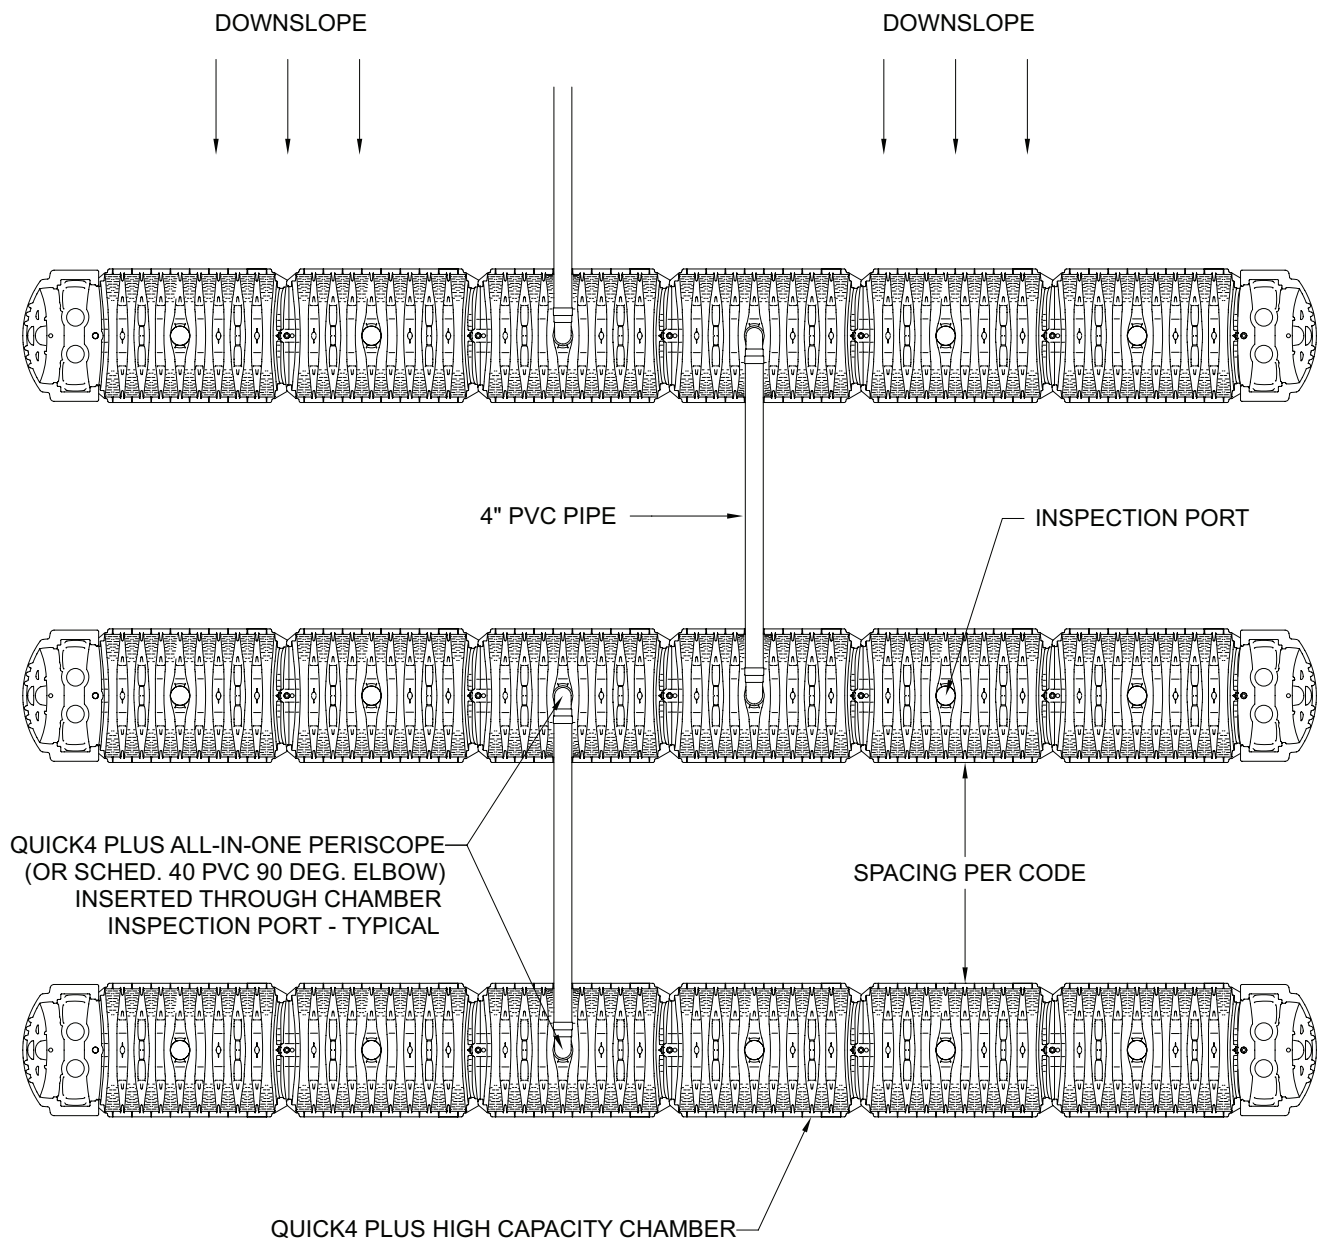 DOWNSLOPE
DOWNSLOPE
4" PVC PIPE
INSPECTION PORT
QUICK4 PLUS ALL-IN-ONE PERISCOPE
(OR SCHED. 40 PVC 90 DEG. ELBOW)
INSERTED THROUGH CHAMBER
INSPECTION PORT - TYPICAL
SPACING PER CODE
QUICK4 PLUS HIGH CAPACITY CHAMBER